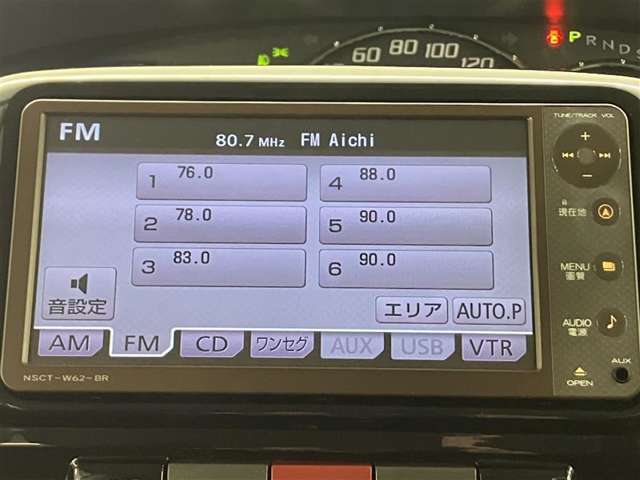 60 80 100 120
P R N D S
FM
80.7 MHz FM Aichi
1 76.0
4 88.0
2 78.0
5 90.0
3 83.0
6 90.0
音設定
エリア
AUTO.P
AM
FM
CD
ワンセグ
AUX
USB
VTR
NSCT-W62-BR
TUNE/TRACK VOL
+
−
現在地
MENU
画質
AUDIO
電源
OPEN
AUX